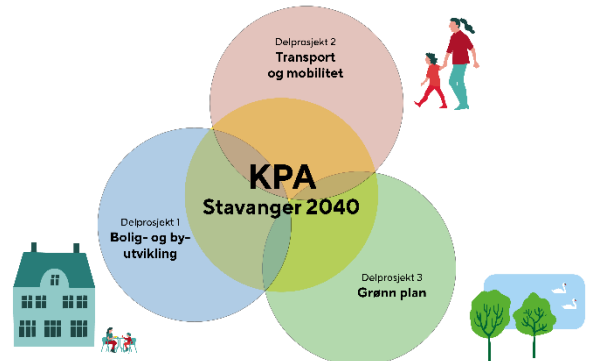 Delprosjekt 2
Transport
og mobilitet
KPA
Stavanger 2040
Delprosjekt 1
Bolig- og by-
utvikling
Delprosjekt 3
Grønn plan